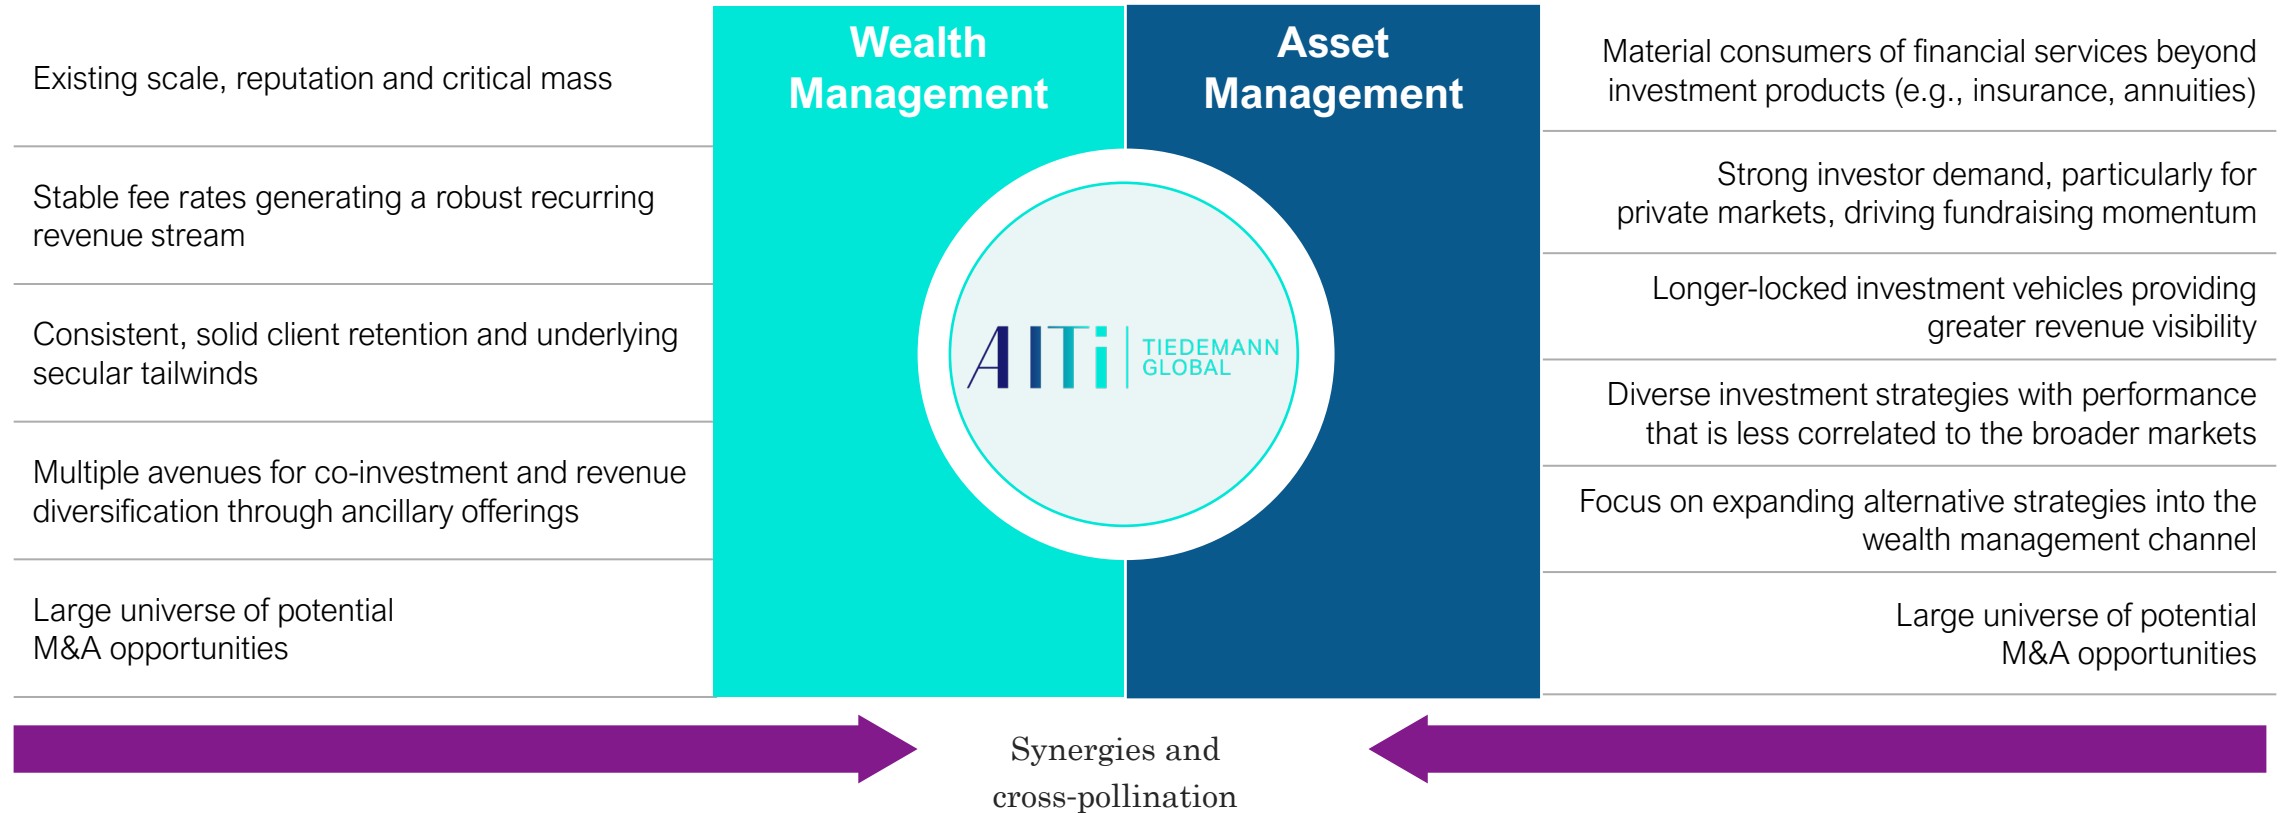 Existing scale, reputation and critical mass
Stable fee rates generating a robust recurring
revenue stream
Consistent, solid client retention and underlying
secular tailwinds
Multiple avenues for co-investment and revenue
diversification through ancillary offerings
Large universe of potential
M&A opportunities
Wealth
Management
Asset
Management
AlTi
TIEDEMANN
GLOBAL
Material consumers of financial services beyond
investment products (e.g., insurance, annuities)
Strong investor demand, particularly for
private markets, driving fundraising momentum
Longer-locked investment vehicles providing
greater revenue visibility
Diverse investment strategies with performance
that is less correlated to the broader markets
Focus on expanding alternative strategies into the
wealth management channel
Large universe of potential
M&A opportunities
Synergies and
cross-pollination